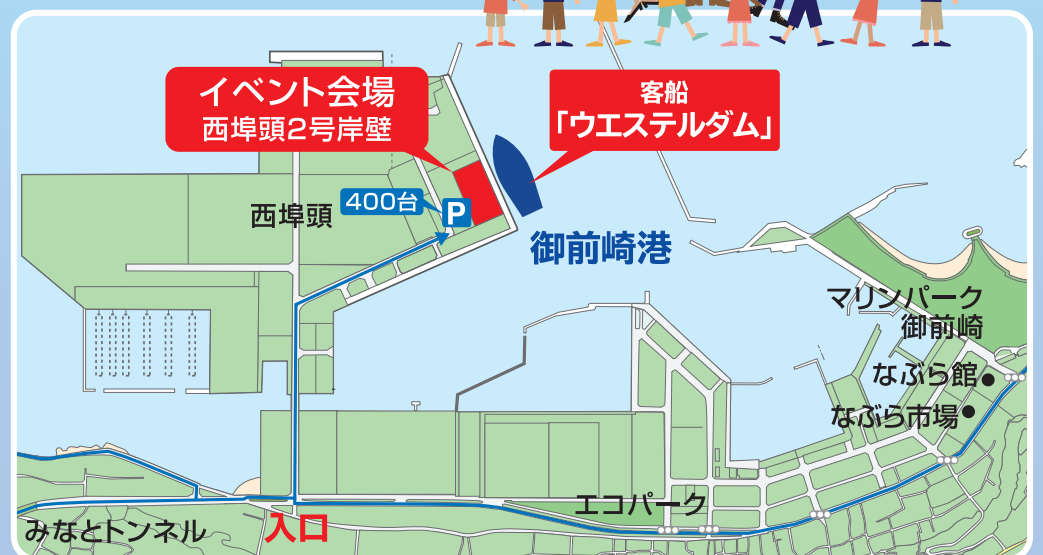 イベント会場
西埠頭2号岸壁
客船
「ウエステルダム」
西埠頭
400台
P
御前崎港
マリンパーク
御前崎
なぶら館
なぶら市場
エコパーク
みなとトンネル
入口